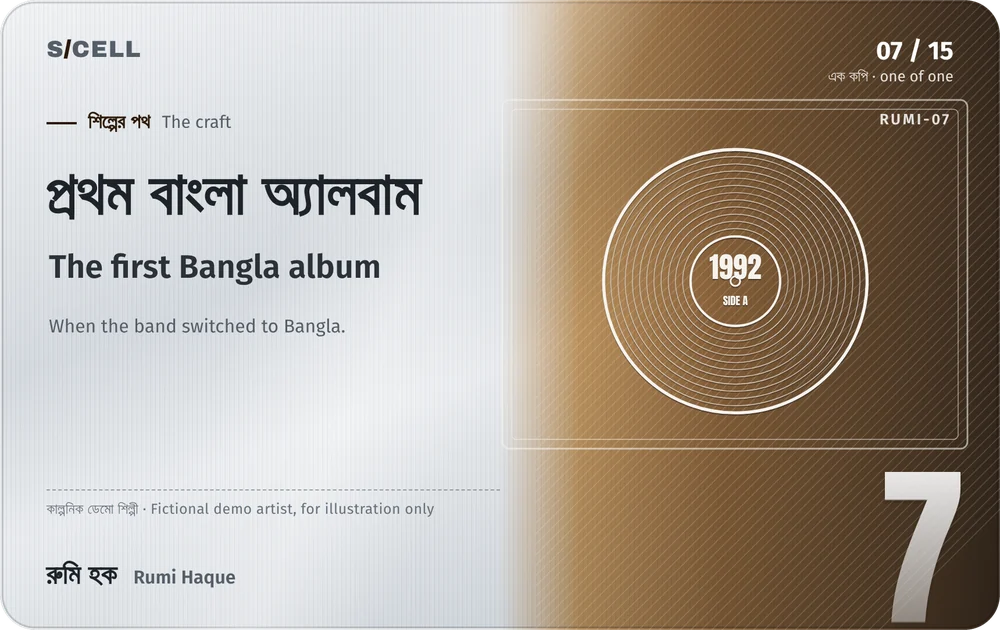 S/CELL
07 / 15
এক কপি · one of one
শিল্পের পথ The craft
RUMI-07
প্রথম বাংলা অ্যালবাম
The first Bangla album
When the band switched to Bangla.
1992
SIDE A
কাল্পনিক ডেমো শিল্পী · Fictional demo artist, for illustration only
রুমি হক Rumi Haque
7